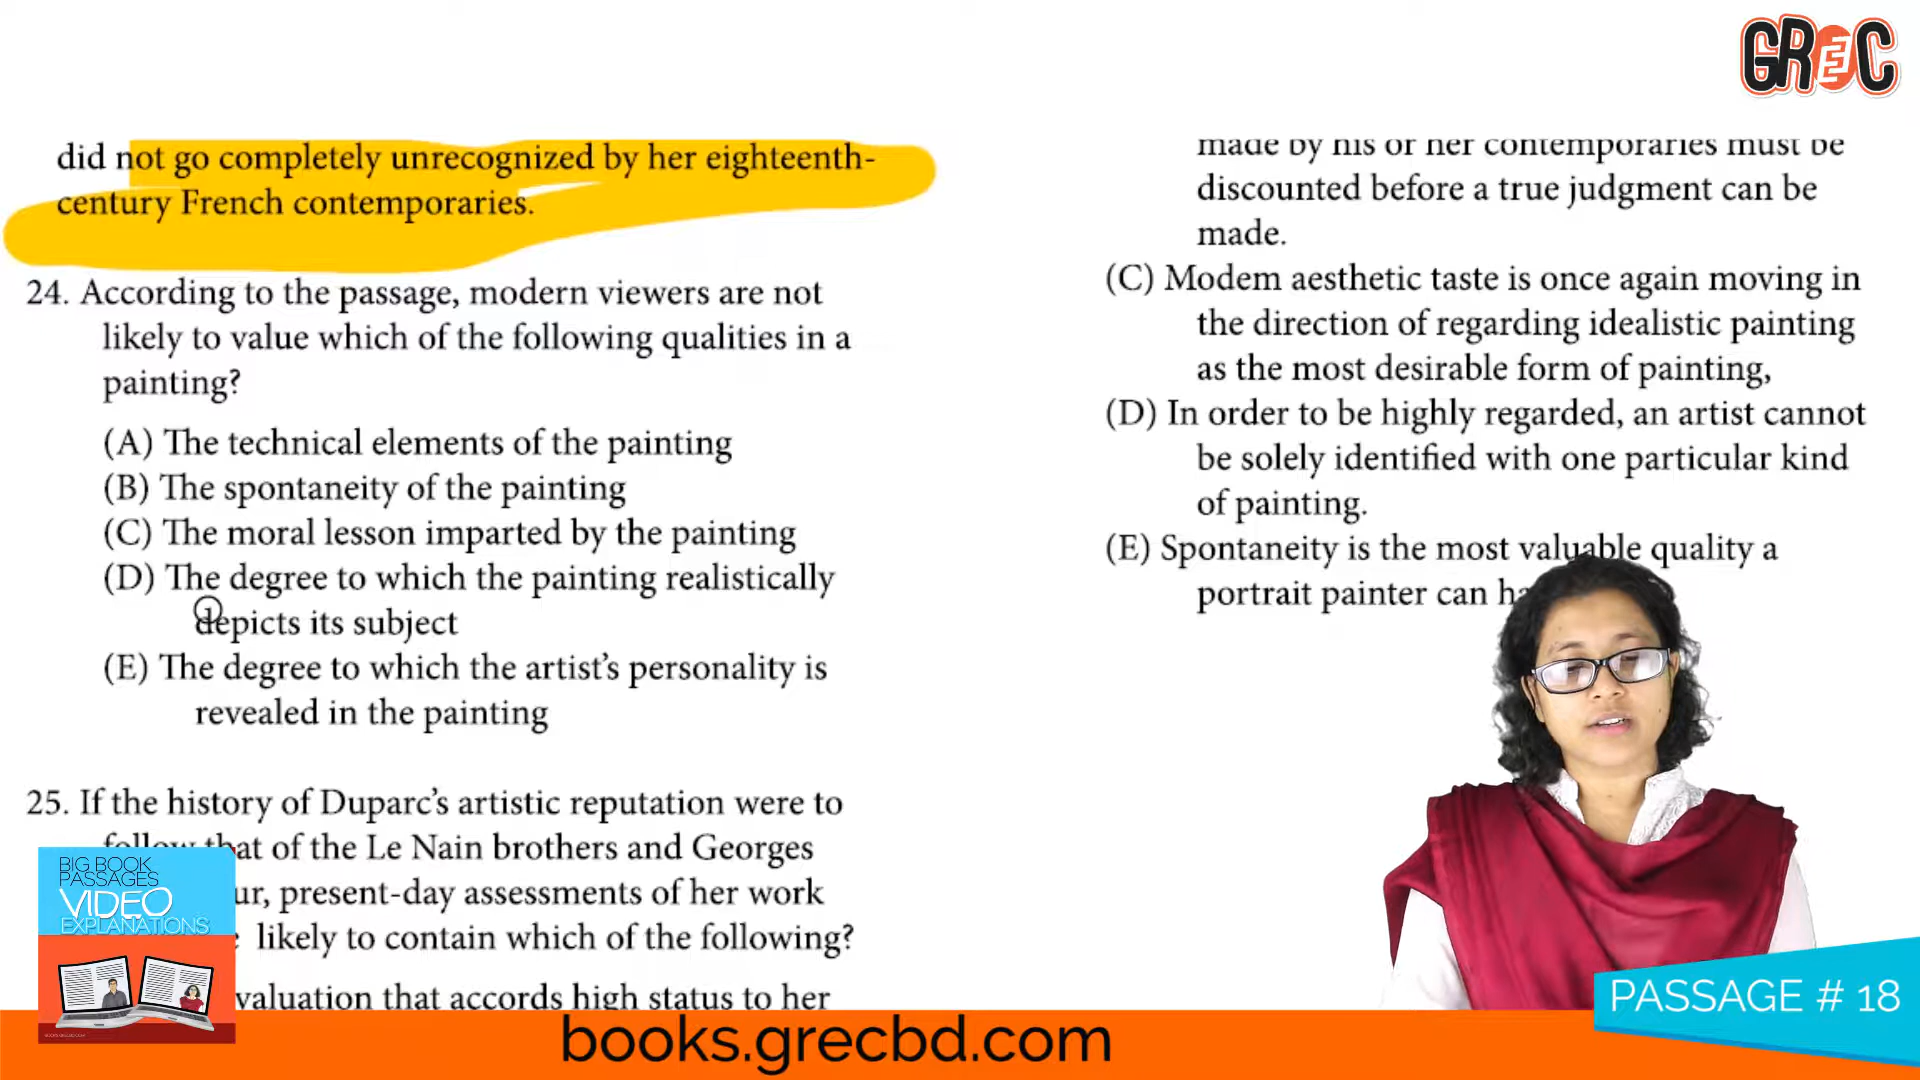 GREC
did not go completely unrecognized by her eighteenth-
century French contemporaries.
24. According to the passage, modern viewers are not
likely to value which of the following qualities in a
painting?
(A) The technical elements of the painting
(B) The spontaneity of the painting
(C) The moral lesson imparted by the painting
(D) The degree to which the painting realistically
depicts its subject
(E) The degree to which the artist's personality is
revealed in the painting
25. If the history of Duparc's artistic reputation were to
follow that of the Le Nain brothers and Georges
ur, present-day assessments of her work
likely to contain which of the following?
valuation that accords high status to her
made by his or her contemporaries must be
discounted before a true judgment can be
made.
(C) Modem aesthetic taste is once again moving in
the direction of regarding idealistic painting
as the most desirable form of painting,
(D) In order to be highly regarded, an artist cannot
be solely identified with one particular kind
of painting.
(E) Spontaneity is the most valuable quality a
portrait painter can ha
BIG BOOK
PASSAGES
VIDEO
EXPLANATIONS
PASSAGE # 18
books.grecbd.com